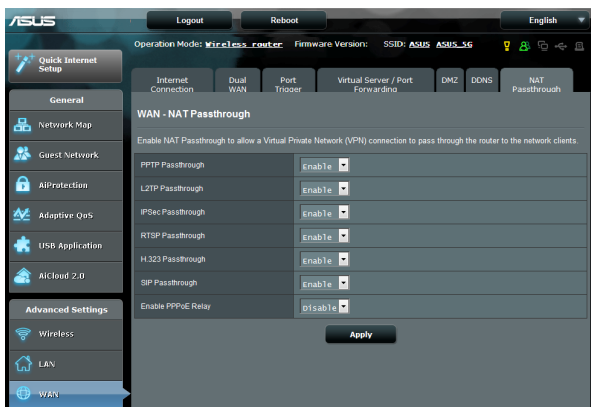 ASUS Logout Reboot English
Operation Mode: Wireless router Firmware Version: SSID: ASUS ASUS_5G
Quick Internet Setup
Internet Connection Dual WAN Port Trigger Virtual Server / Port Forwarding DMZ DDNS NAT Passthrough
General
WAN - NAT Passthrough
Network Map
Enable NAT Passthrough to allow a Virtual Private Network (VPN) connection to pass through the router to the network clients.
Guest Network
PPTP Passthrough Enable
AiProtection
L2TP Passthrough Enable
Adaptive QoS
IPSec Passthrough Enable
USB Application
RTSP Passthrough Enable
H.323 Passthrough Enable
AiCloud 2.0
SIP Passthrough Enable
Advanced Settings
Enable PPPoE Relay Disable
Wireless
Apply
LAN
WAN